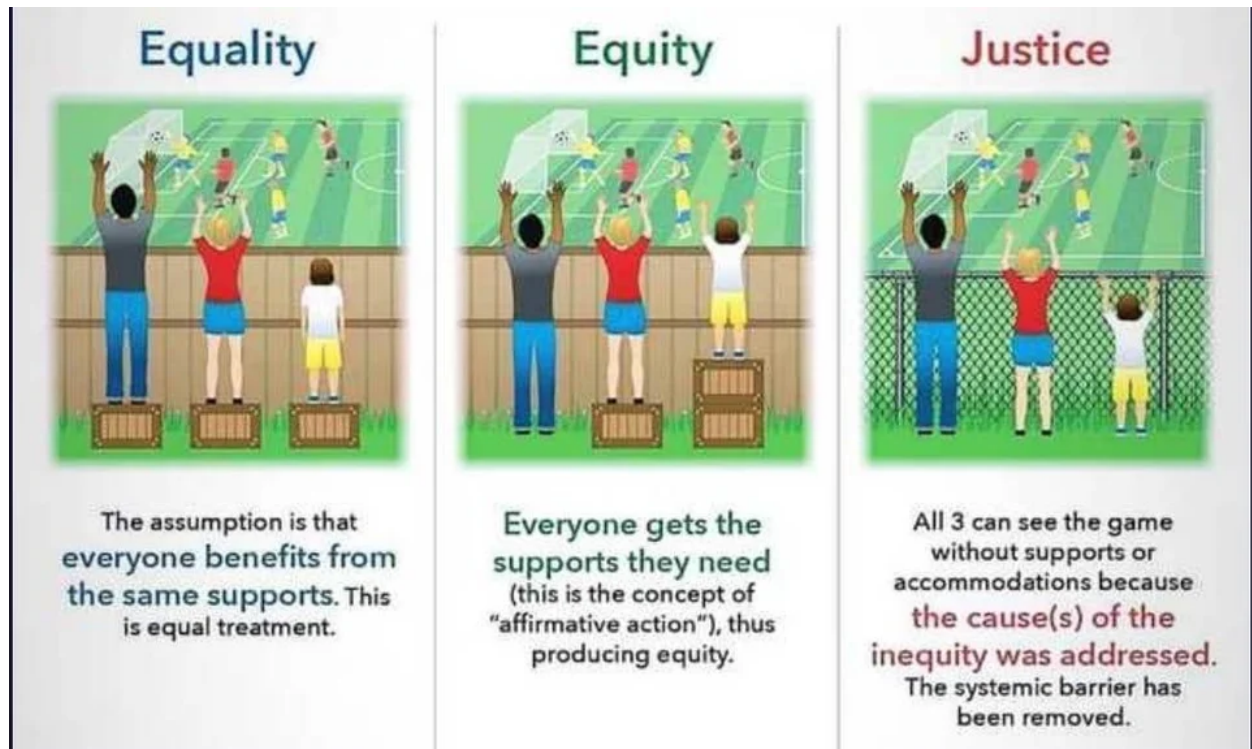 Equality
The assumption is that
everyone benefits from
the same supports. This
is equal treatment.
Equity
Everyone gets the
supports they need
(this is the concept of
"affirmative action"), thus
producing equity.
Justice
All 3 can see the game
without supports or
accommodations because
the cause(s) of the
inequity was addressed.
The systemic barrier has
been removed.